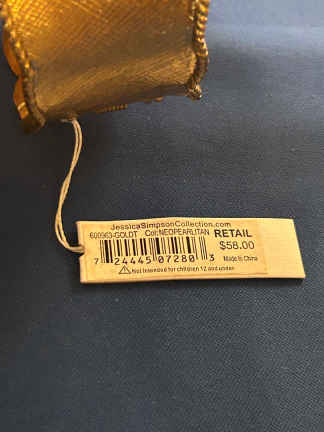 JessicaSimpsonCollection.com
600963-GOLDT Col:NEOPEARLITAN RETAIL
$58.00
7 24445 07280 3 Made in China
⚠Not Intended for children 12 and under